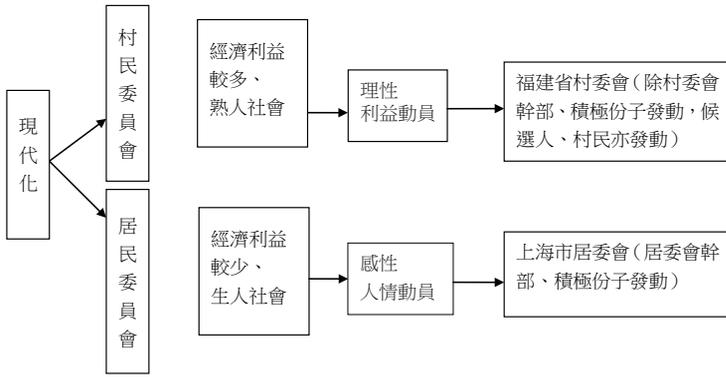 現代化
村民委員會
經濟利益
較多、
熟人社會
理性
利益動員
福建省村委會（除村委會
幹部、積極份子發動，候
選人、村民亦發動）
居民委員會
經濟利益
較少、
生人社會
感性
人情動員
上海市居委會（居委會幹
部、積極份子發動）